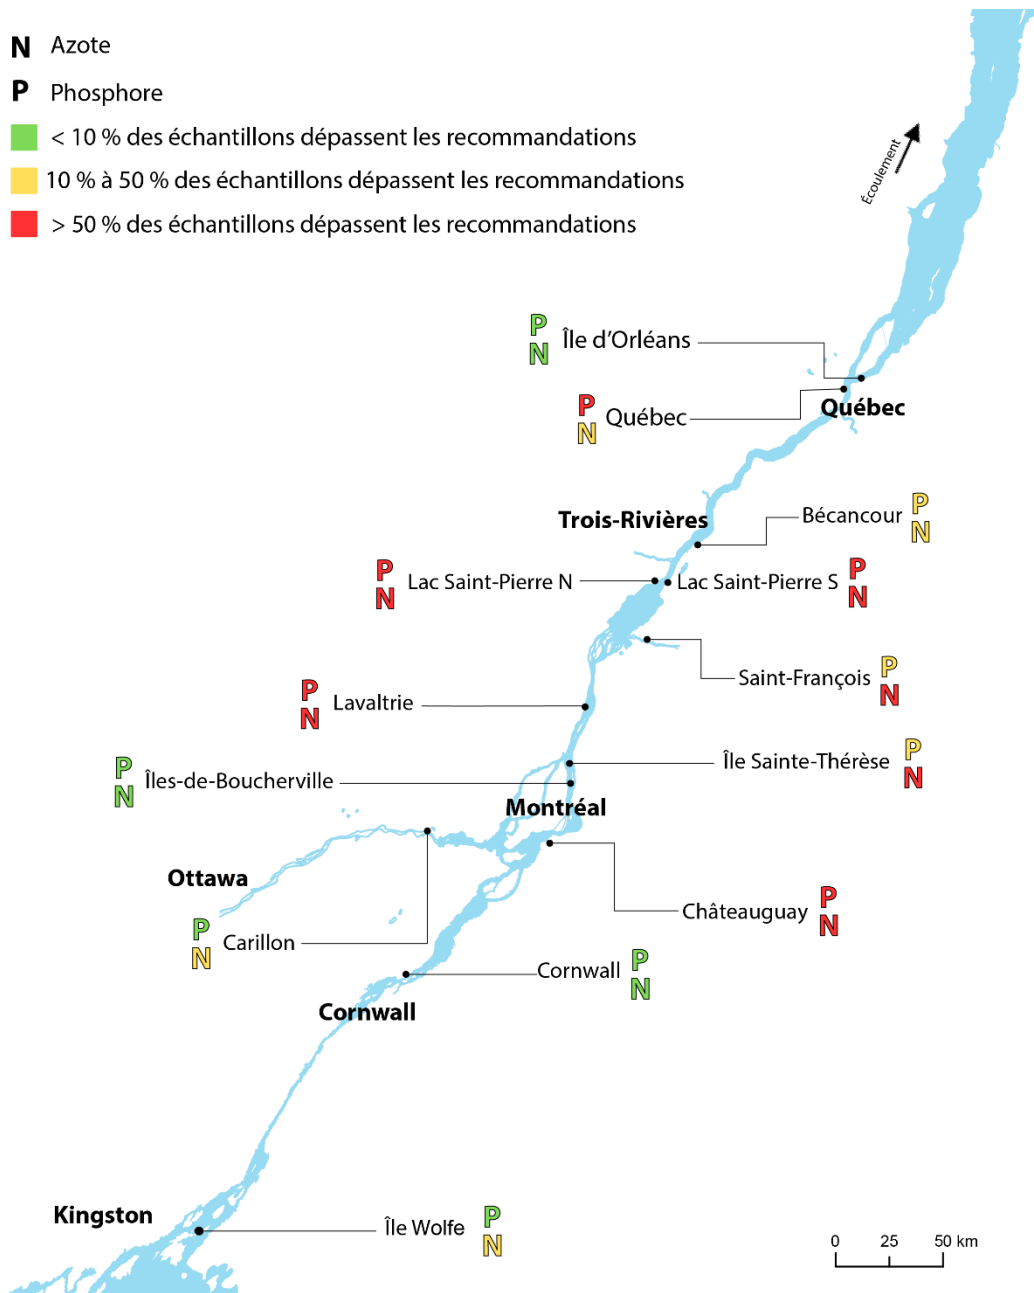 N Azote
P Phosphore
< 10 % des échantillons dépassent les recommandations
10 % à 50 % des échantillons dépassent les recommandations
> 50 % des échantillons dépassent les recommandations
Écoulement
P
N
Île d'Orléans
P
N
Québec
Québec
Trois-Rivières
Bécancour
P
N
P
N
Lac Saint-Pierre N
Lac Saint-Pierre S
P
N
Saint-François
P
N
P
N
Lavaltrie
Île Sainte-Thérèse
P
N
P
N
Îles-de-Boucherville
Montréal
Ottawa
Châteauguay
P
N
P
N
Carillon
Cornwall
P
N
Cornwall
Kingston
Île Wolfe
P
N
0 25 50 km